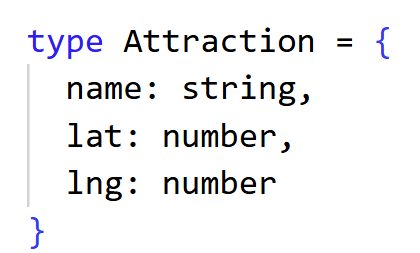 type Attraction = {
  name: string,
  lat: number,
  lng: number
}